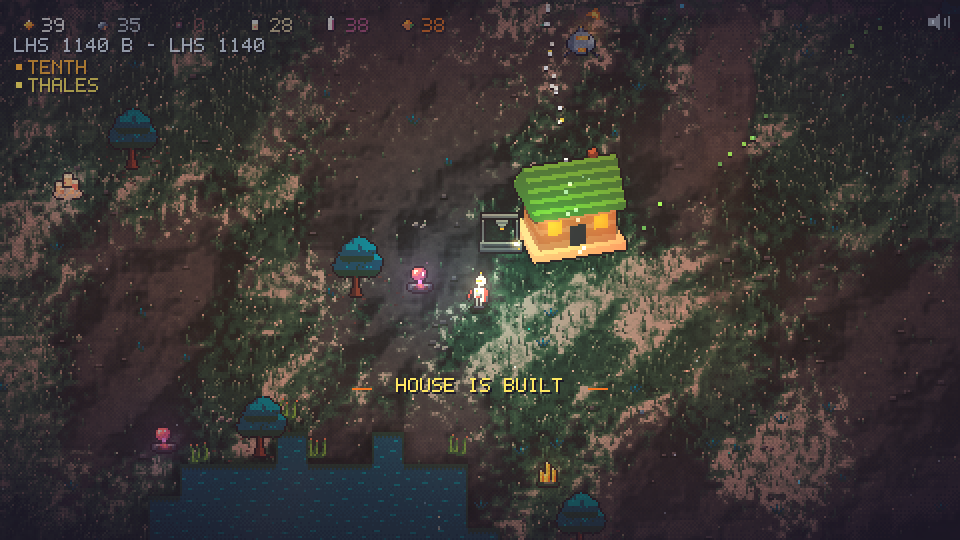 39 35 0 28 38 38
LHS 1140 B - LHS 1140
TENTH
THALES
HOUSE IS BUILT